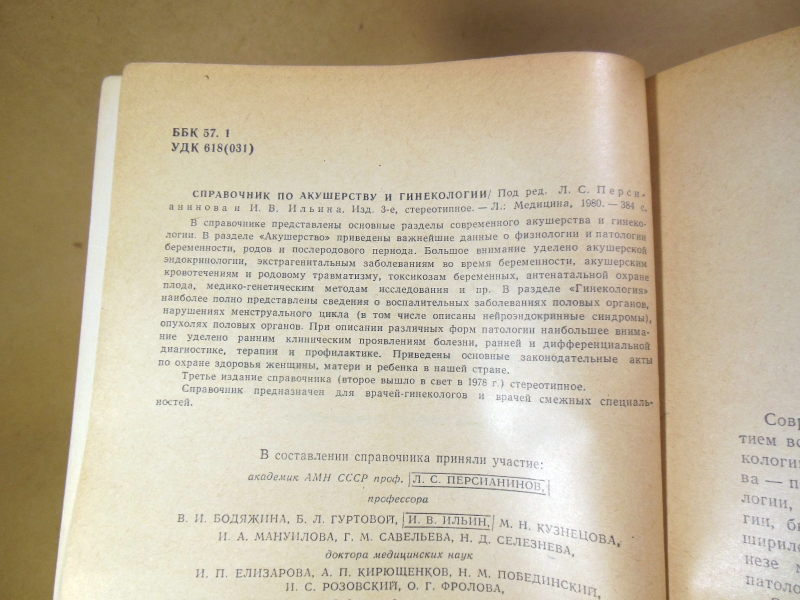 ББК 57. 1
УДК 618(031)
СПРАВОЧНИК ПО АКУШЕРСТВУ И ГИНЕКОЛОГИИ/ Под ред. Л. С. Перси-
анинова и И. В. Ильина. Изд. 3-е, стереотипное. — Л.: Медицина, 1980. — 384 с.
В справочнике представлены основные разделы современного акушерства и гинеко-
логии. В разделе «Акушерство» приведены важнейшие данные о физиологии и патологии
беременности, родов и послеродового периода. Большое внимание уделено акушерской
эндокринологии, экстрагенитальным заболеваниям во время беременности, акушерским
кровотечениям и родовому травматизму, токсикозам беременных, антенатальной охране
плода, медико-генетическим методам исследования и пр. В разделе «Гинекология»
наиболее полно представлены сведения о воспалительных заболеваниях половых органов,
нарушениях менструального цикла (в том числе описаны нейроэндокринные синдромы),
опухолях половых органов. При описании различных форм патологии наибольшее внима-
ние уделено ранним клиническим проявлениям болезни, ранней и дифференциальной
диагностике, терапии и профилактике. Приведены основные законодательные акты
по охране здоровья женщины, матери и ребенка в нашей стране.
Третье издание справочника (второе вышло в свет в 1978 г.) стереотипное.
Справочник предназначен для врачей-гинекологов и врачей смежных специаль-
ностей.
В составлении справочника приняли участие:
академик АМН СССР проф. Л. С. ПЕРСИАНИНОВ,
профессора
В. И. БОДЯЖИНА, Б. Л. ГУРТОВОЙ, И. В. ИЛЬИН, М. Н. КУЗНЕЦОВА,
И. А. МАНУИЛОВА, Г. М. САВЕЛЬЕВА, Н. Д. СЕЛЕЗНЕВА,
доктора медицинских наук
И. П. ЕЛИЗАРОВА, А. П. КИРЮЩЕНКОВ, Н. М. ПОБЕДИНСКИЙ,
И. С. РОЗОВСКИЙ, О. Г. ФРОЛОВА,
Совр
тием во
кологии
ва — п
логии,
гии, б
ширил
незе м
патоло